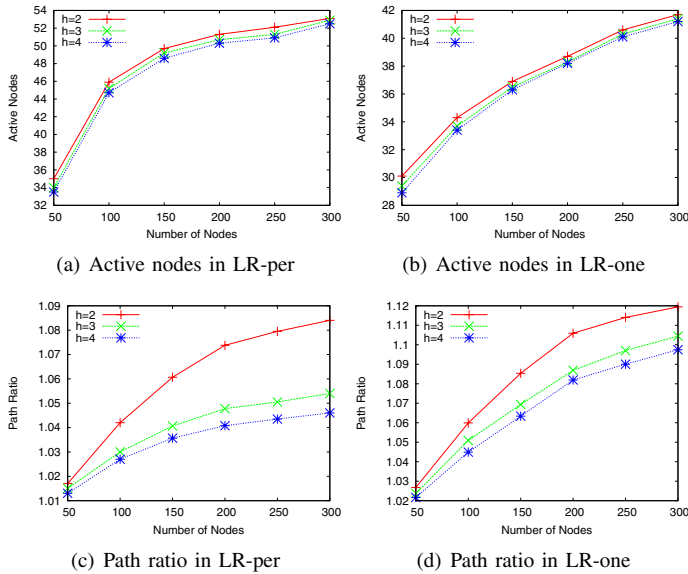 54
52
50
48
46
44
42
40
38
36
34
32
Active Nodes
h=2
h=3
h=4
50 100 150 200 250 300
Number of Nodes
(a) Active nodes in LR-per
42
40
38
36
34
32
30
28
Active Nodes
h=2
h=3
h=4
50 100 150 200 250 300
Number of Nodes
(b) Active nodes in LR-one
1.09
1.08
1.07
1.06
1.05
1.04
1.03
1.02
1.01
Path Ratio
h=2
h=3
h=4
50 100 150 200 250 300
Number of Nodes
(c) Path ratio in LR-per
1.12
1.11
1.10
1.09
1.08
1.07
1.06
1.05
1.04
1.03
1.02
Path Ratio
h=2
h=3
h=4
50 100 150 200 250 300
Number of Nodes
(d) Path ratio in LR-one